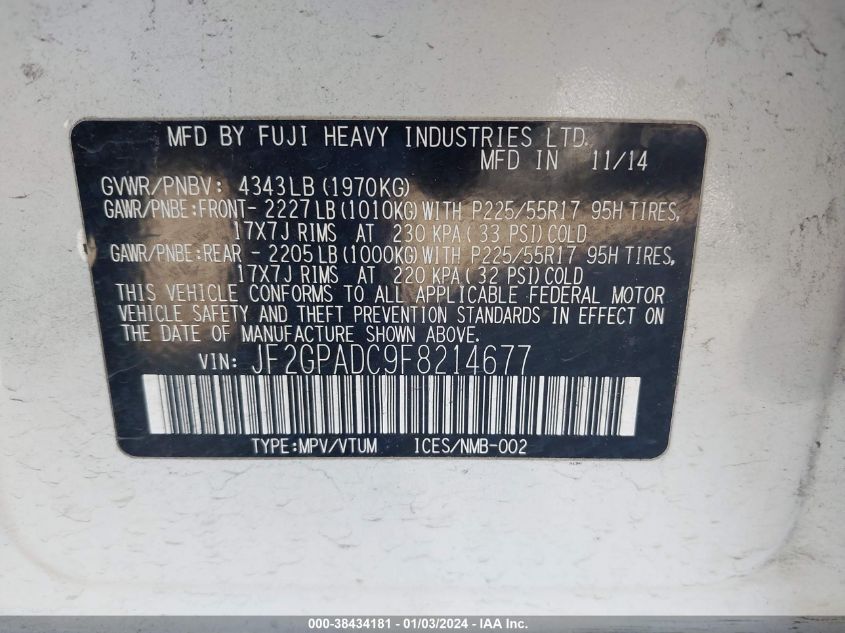 MFD BY FUJI HEAVY INDUSTRIES LTD.
MFD IN 11/14
GVWR/PNBV: 4343LB(1970KG)
GAWR/PNBE:FRONT- 2227LB(1010KG)WITH P225/55R17 95H TIRES,
17X7J RIMS AT 230 KPA(33 PSI)COLD
GAWR/PNBE:REAR - 2205LB(1000KG)WITH P225/55R17 95H TIRES,
17X7J RIMS AT 220 KPA(32 PSI)COLD
THIS VEHICLE CONFORMS TO ALL APPLICABLE FEDERAL MOTOR
VEHICLE SAFETY AND THEFT PREVENTION STANDARDS IN EFFECT ON
THE DATE OF MANUFACTURE SHOWN ABOVE.
VIN: JF2GPADC9F8214677
TYPE:MPV/VTUM ICES/NMB-002
000-38434181 - 01/03/2024 - IAA Inc.